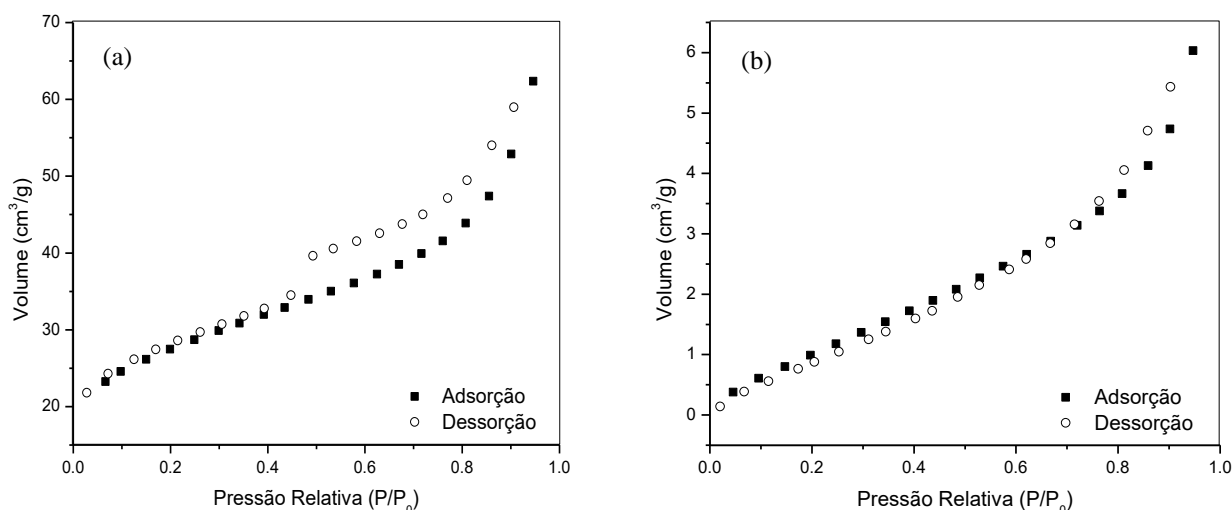 (a)
70
60
50
40
30
20
Volume (cm³/g)
0.0 0.2 0.4 0.6 0.8 1.0
Pressão Relativa (P/P₀)
Adsorção
Dessorção
(b)
6
5
4
3
2
1
0
Volume (cm³/g)
0.0 0.2 0.4 0.6 0.8 1.0
Pressão Relativa (P/P₀)
Adsorção
Dessorção